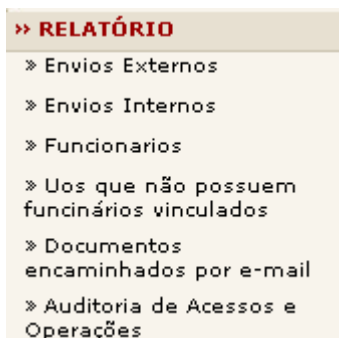 » RELATÓRIO
» Envios Externos
» Envios Internos
» Funcionarios
» Uos que não possuem
funcinários vinculados
» Documentos
encaminhados por e-mail
» Auditoria de Acessos e
Operações